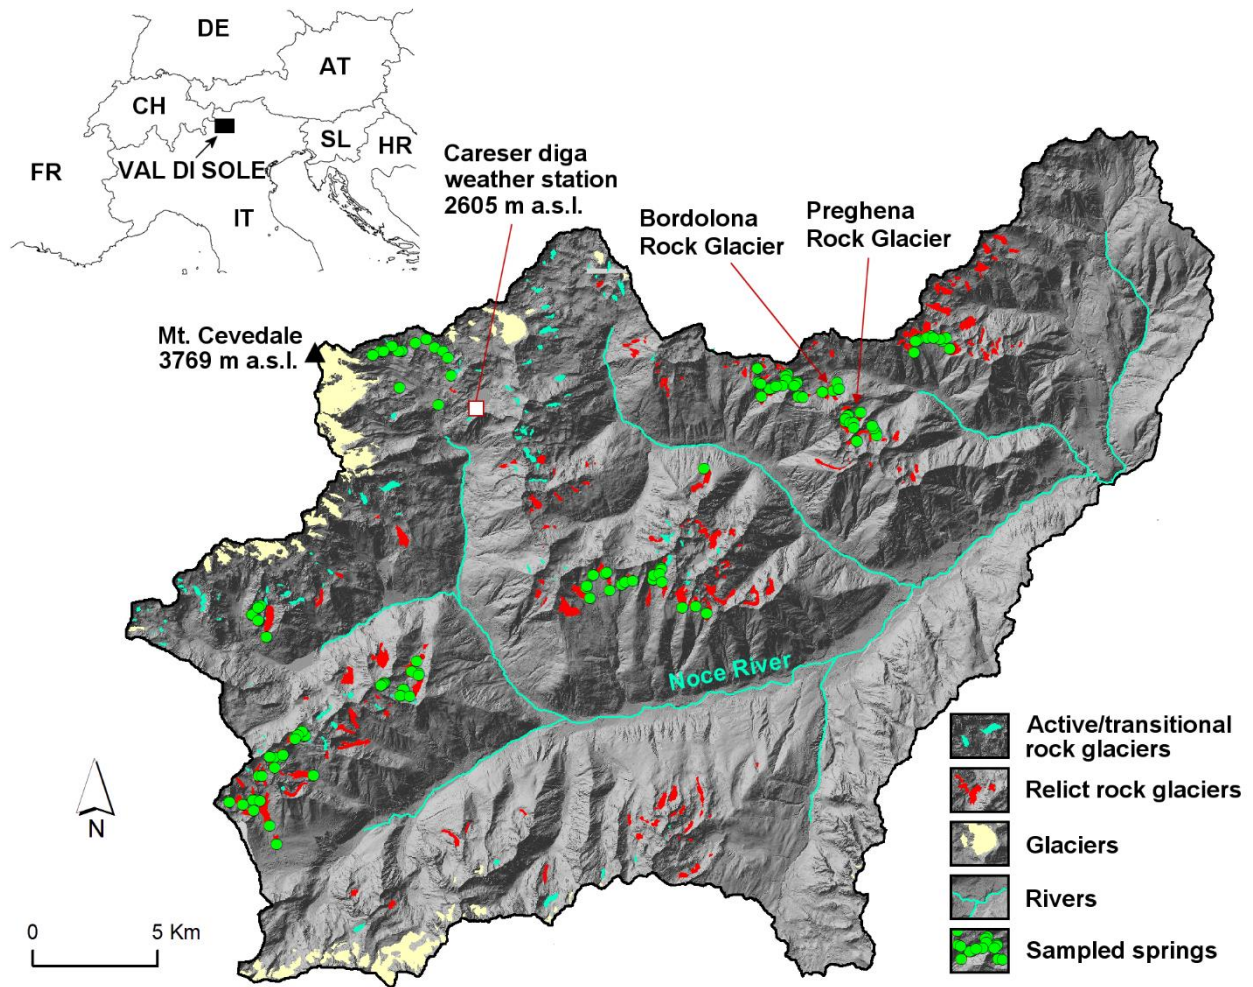 DE
AT
CH
SL
HR
FR
VAL DI SOLE
IT
Careser diga
weather station
2605 m a.s.l.
Bordolona
Rock Glacier
Preghena
Rock Glacier
Mt. Cevedale
3769 m a.s.l.
Noce River
N
0 5 Km
Active/transitional
rock glaciers
Relict rock glaciers
Glaciers
Rivers
Sampled springs